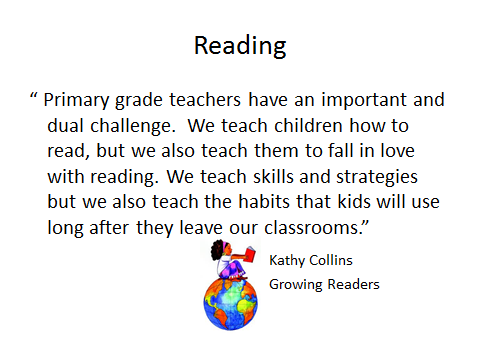 Reading
“ Primary grade teachers have an important and
dual challenge.  We teach children how to
read, but we also teach them to fall in love
with reading. We teach skills and strategies
but we also teach the habits that kids will use
long after they leave our classrooms.”
Kathy Collins
Growing Readers